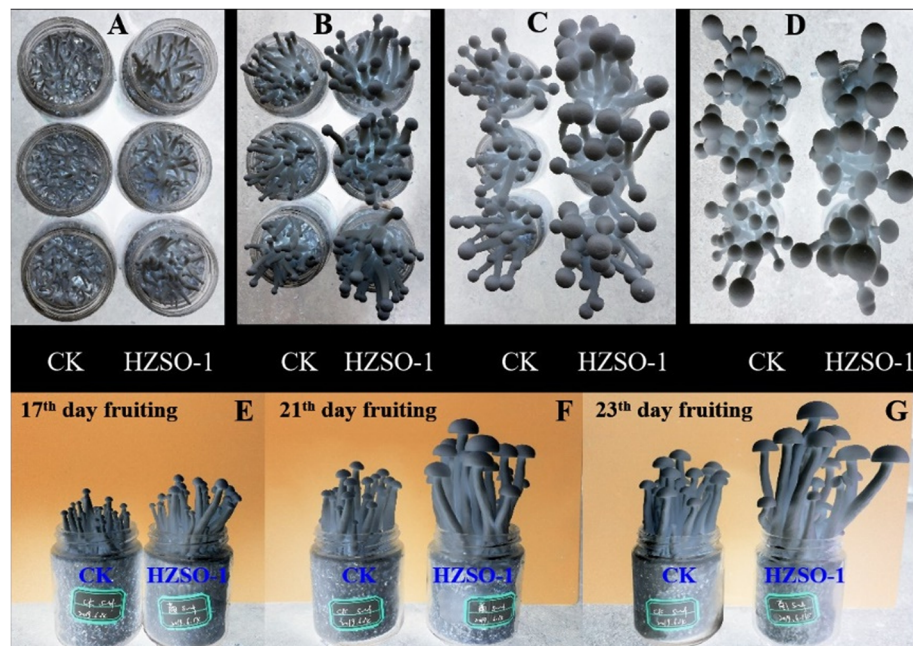 A B C D
CK HZSO-1 CK HZSO-1 CK HZSO-1 CK HZSO-1
17th day fruiting E 21th day fruiting F 23th day fruiting G
CK HZSO-1 CK HZSO-1 CK HZSO-1